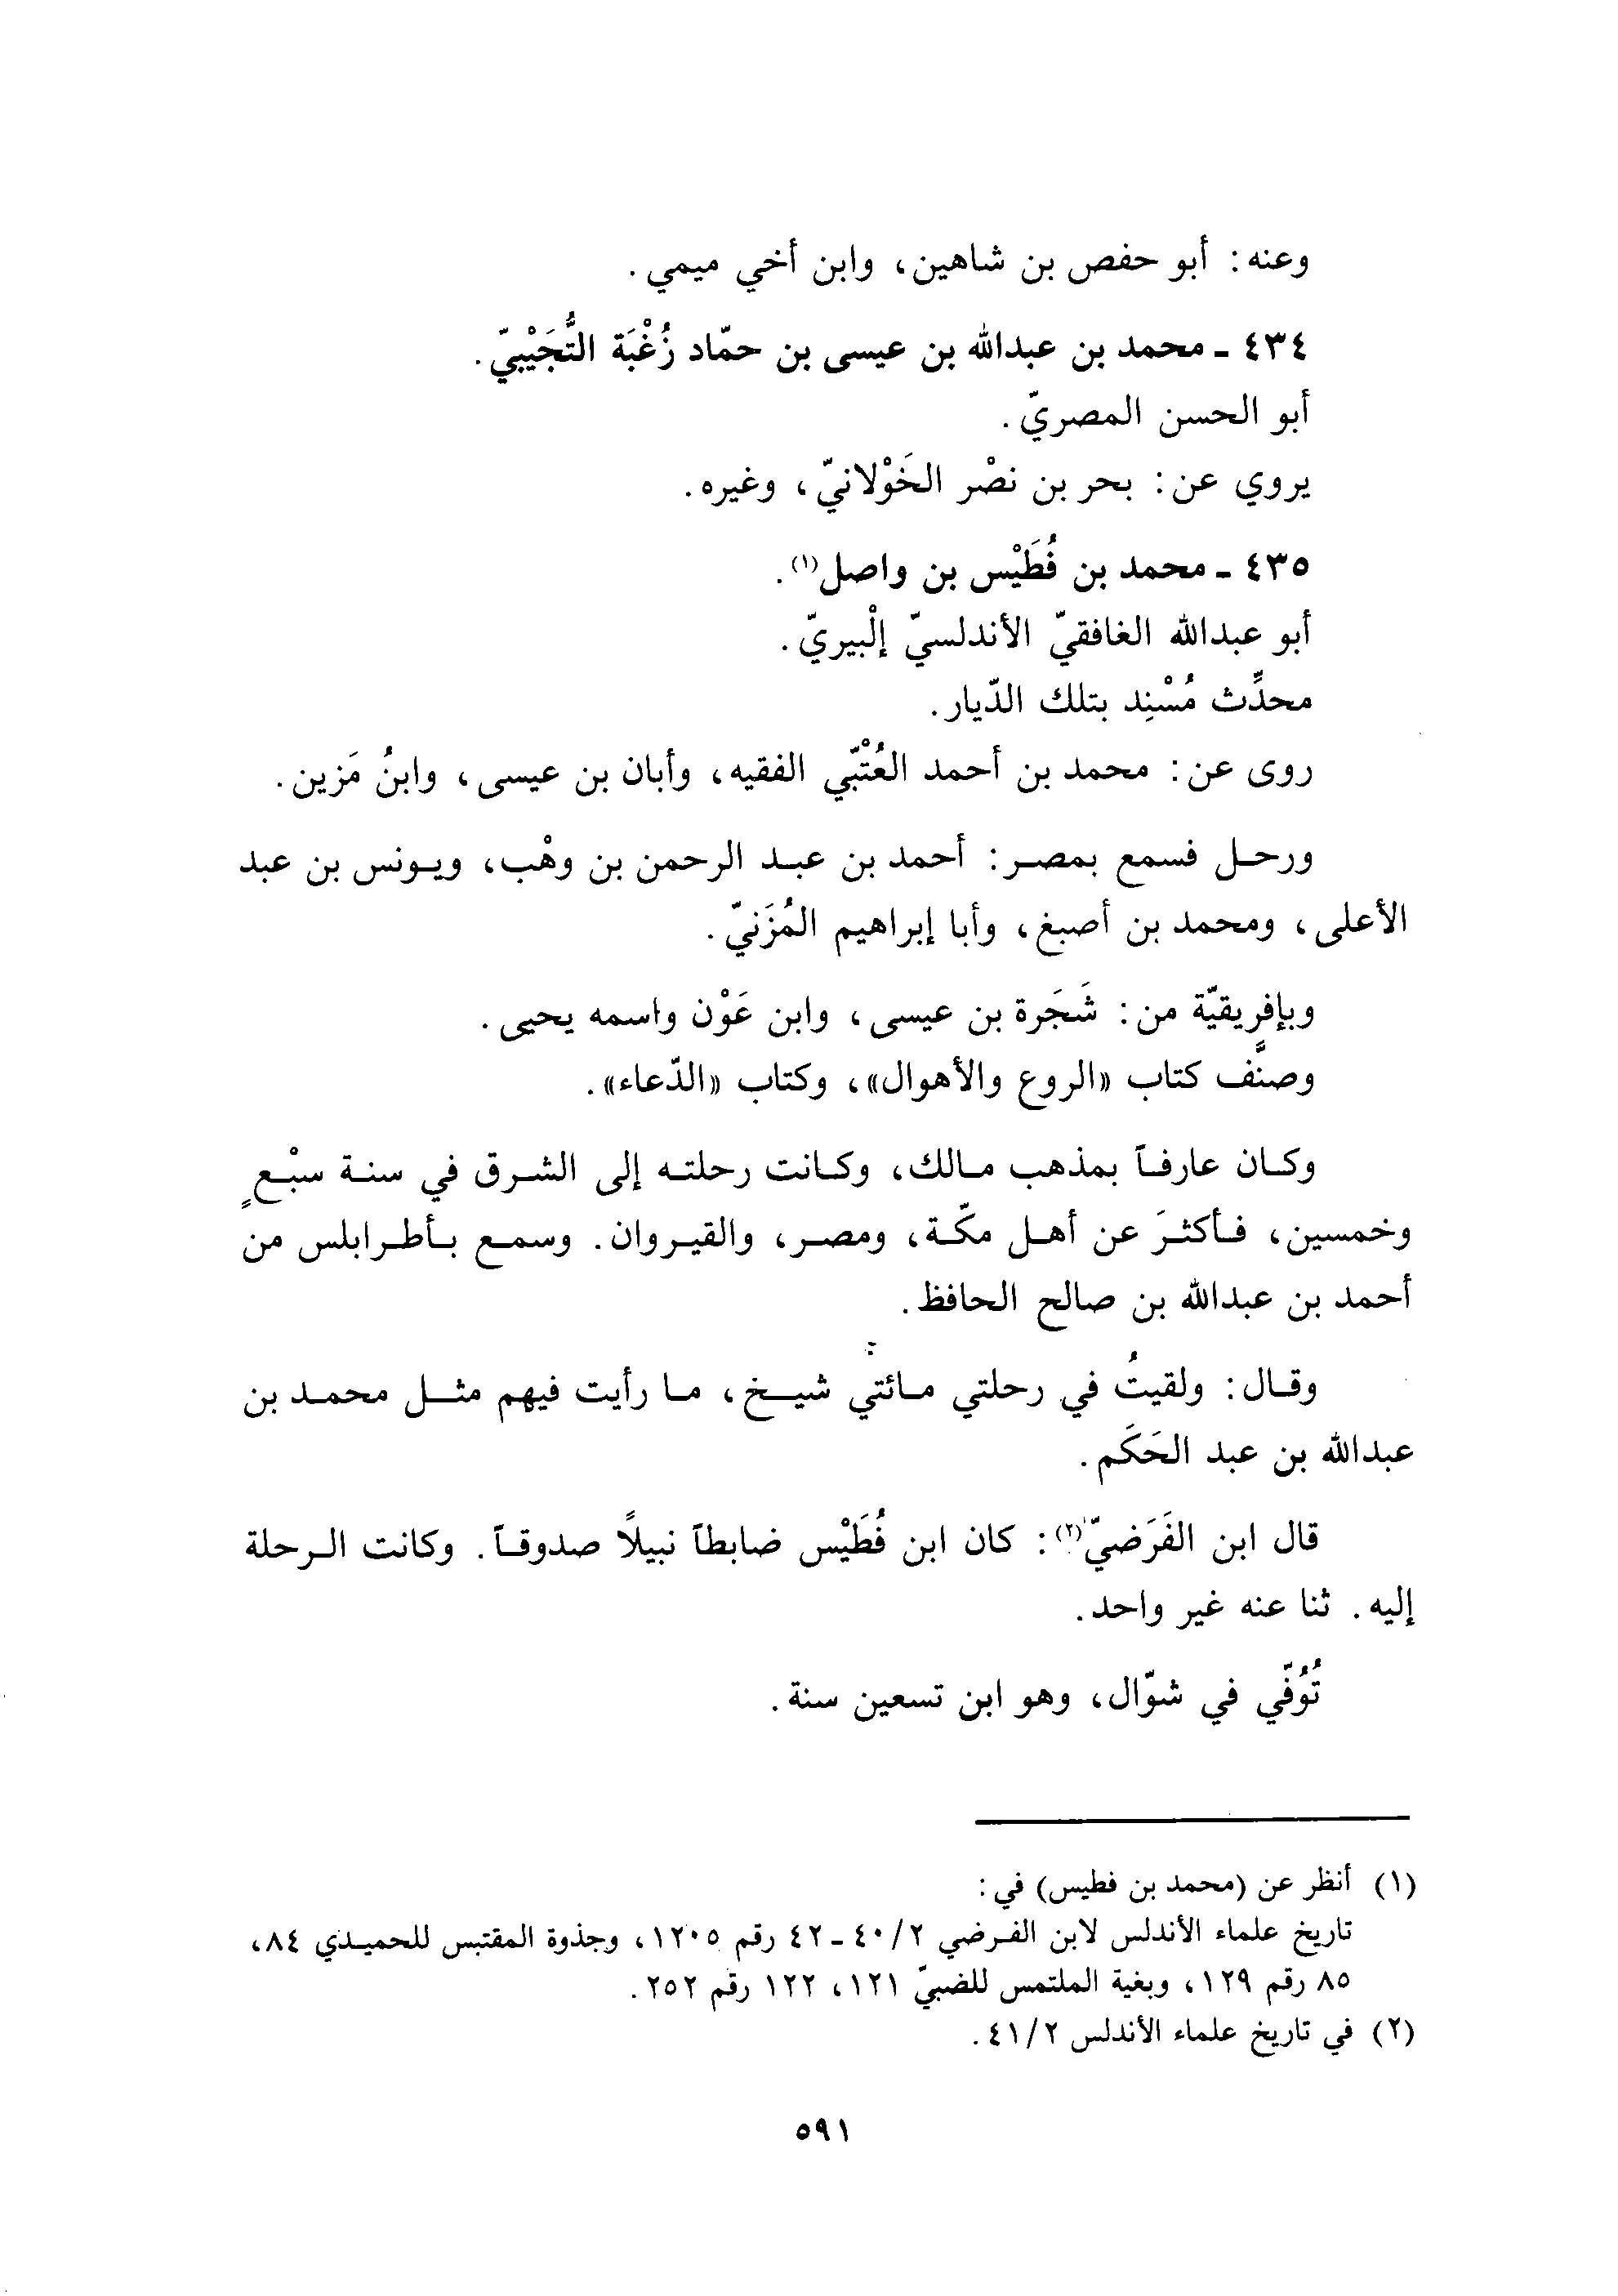 وعنه: أبو حفص بن شاهين، وابن أخي ميمي.
٤٣٤ ـ محمد بن عبدالله بن عيسى بن حمّاد زُغْبَة التُّجَيْبيّ.
أبو الحسن المصريّ.
يروي عن: بحر بن نصْر الخَوْلانيّ، وغيره.
٤٣٥ ـ محمد بن فُطَيْس بن واصل(١).
أبو عبدالله الغافقيّ الأندلسيّ إلْبيريّ.
محدِّث مُسْنِد بتلك الدّيار.
روى عن: محمد بن أحمد العُتْبّي الفقيه، وأبان بن عيسى، وابنُ مَزين.
ورحل فسمع بمصر: أحمد بن عبد الرحمن بن وهْب، ويونس بن عبد
الأعلى، ومحمد بن أصبغ، وأبا إبراهيم المُزَنيّ.
وبإفريقيّة من: شَجَرة بن عيسى، وابن عَوْن واسمه يحيى.
وصنَّف كتاب «الروع والأهوال»، وكتاب «الدّعاء».
وكان عارفاً بمذهب مالك، وكانت رحلته إلى الشرق في سنة سبْعٍ
وخمسين، فأكثرَ عن أهل مكّة، ومصر، والقيروان. وسمع بأطرابلس من
أحمد بن عبدالله بن صالح الحافظ.
وقال: ولقيتُ في رحلتي مائتي شيخ، ما رأيت فيهم مثل محمد بن
عبدالله بن عبد الحَكَم.
قال ابن الفَرَضيّ(٢): كان ابن فُطَيْس ضابطاً نبيلًا صدوقاً. وكانت الرحلة
إليه. ثنا عنه غير واحد.
تُوُفّي في شوّال، وهو ابن تسعين سنة.
(١) أنظر عن (محمد بن فطيس) في:
تاريخ علماء الأندلس لابن الفرضي ٤٠/٢ـ٤٢ رقم ١٢٠٥، وجذوة المقتبس للحميدي ٨٤،
٨٥ رقم ١٢٩، وبغية الملتمس للضبيّ ١٢١، ١٢٢ رقم ٢٥٢.
(٢) في تاريخ علماء الأندلس ٤١/٢.
٥٩١